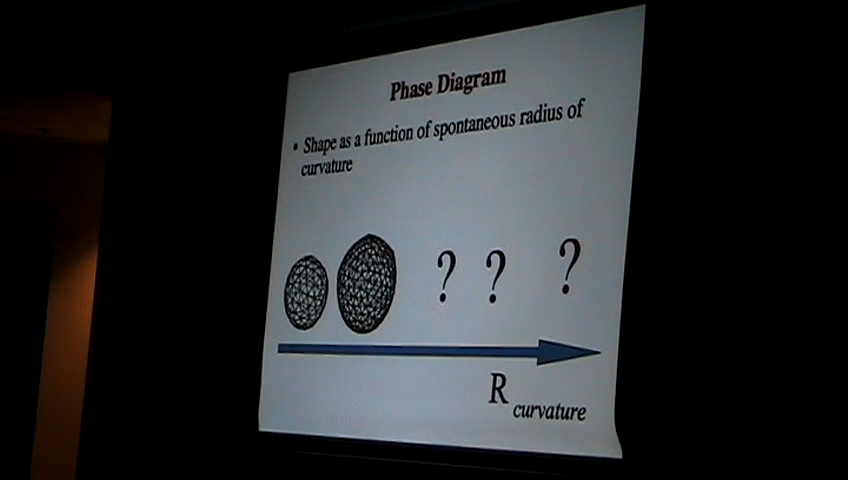 Phase Diagram
• Shape as a function of spontaneous radius of
curvature
? ? ?
R curvature